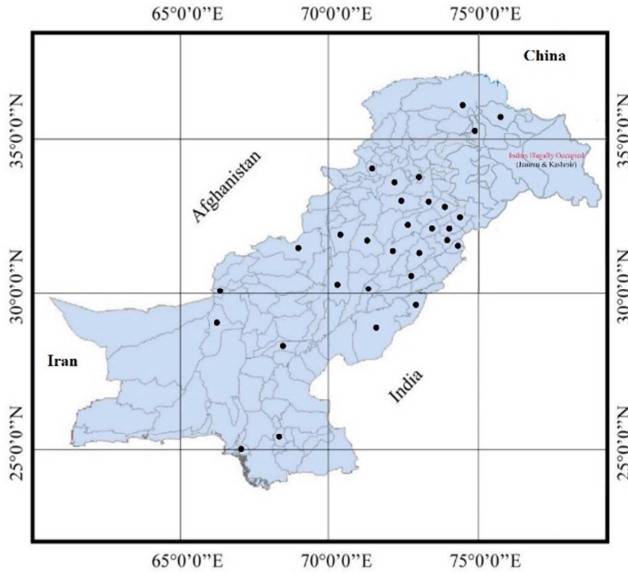 65°0'0’’E 70°0'0’’E 75°0'0’’E
China
35°0'0’’N
35°0'0’’N
Indian Illegally Occupied
(Jammu & Kashmir)
Afghanistan
30°0'0’’N
30°0'0’’N
Iran
India
25°0'0’’N
25°0'0’’N
65°0'0’’E 70°0'0’’E 75°0'0’’E